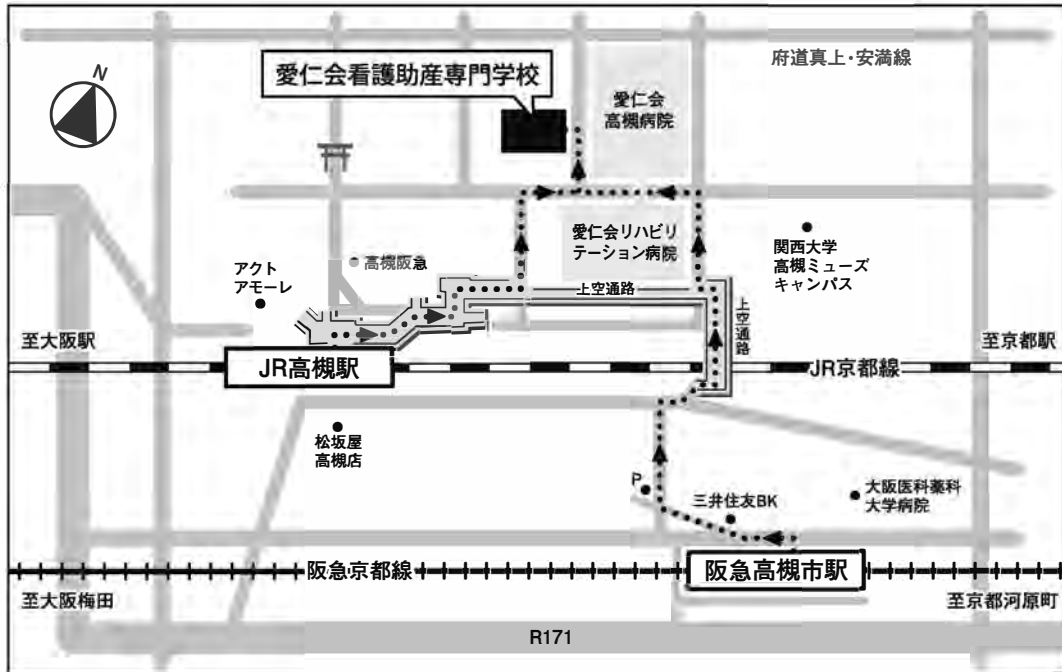 府道真上・安満線
N
愛仁会看護助産専門学校
愛仁会
高槻病院
愛仁会リハビリ
テーション病院
関西大学
高槻ミューズ
キャンパス
高槻阪急
アクト
アモーレ
上空通路
上空通路
至大阪駅
至京都駅
JR高槻駅
JR京都線
松坂屋
高槻店
P
三井住友BK
大阪医科薬科
大学病院
阪急京都線
阪急高槻市駅
至大阪梅田
至京都河原町
R171